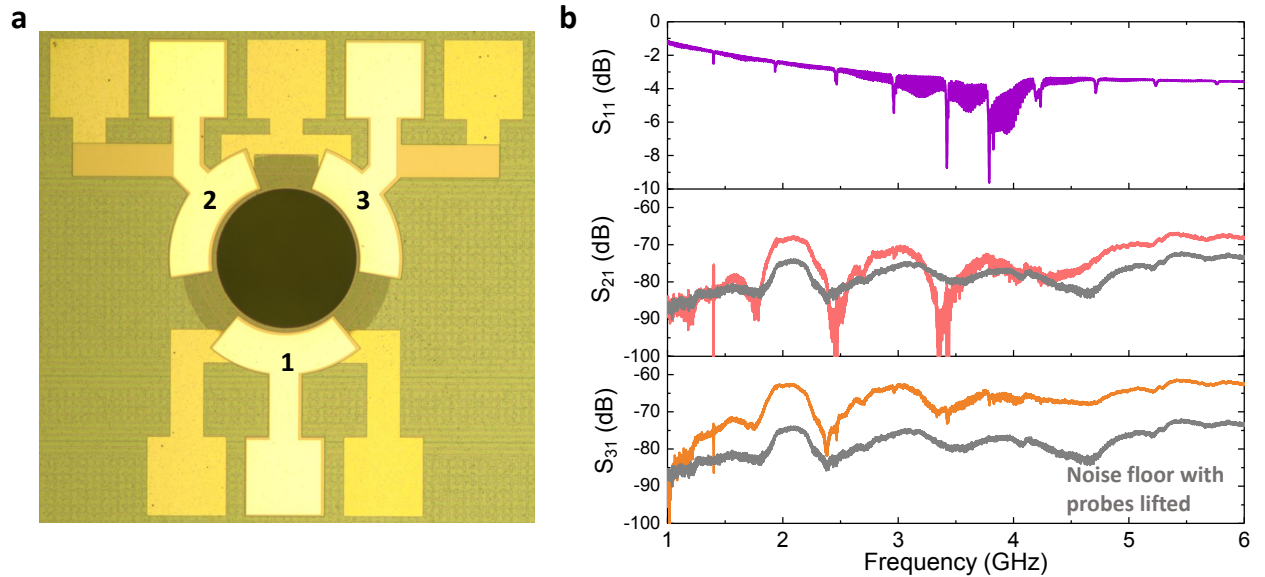 a
2
3
1
b
0
-2
-4
-6
-8
-10
S11 (dB)
-60
-70
-80
-90
-100
S21 (dB)
-60
-70
-80
-90
-100
S31 (dB)
Noise floor with
probes lifted
1 2 3 4 5 6
Frequency (GHz)